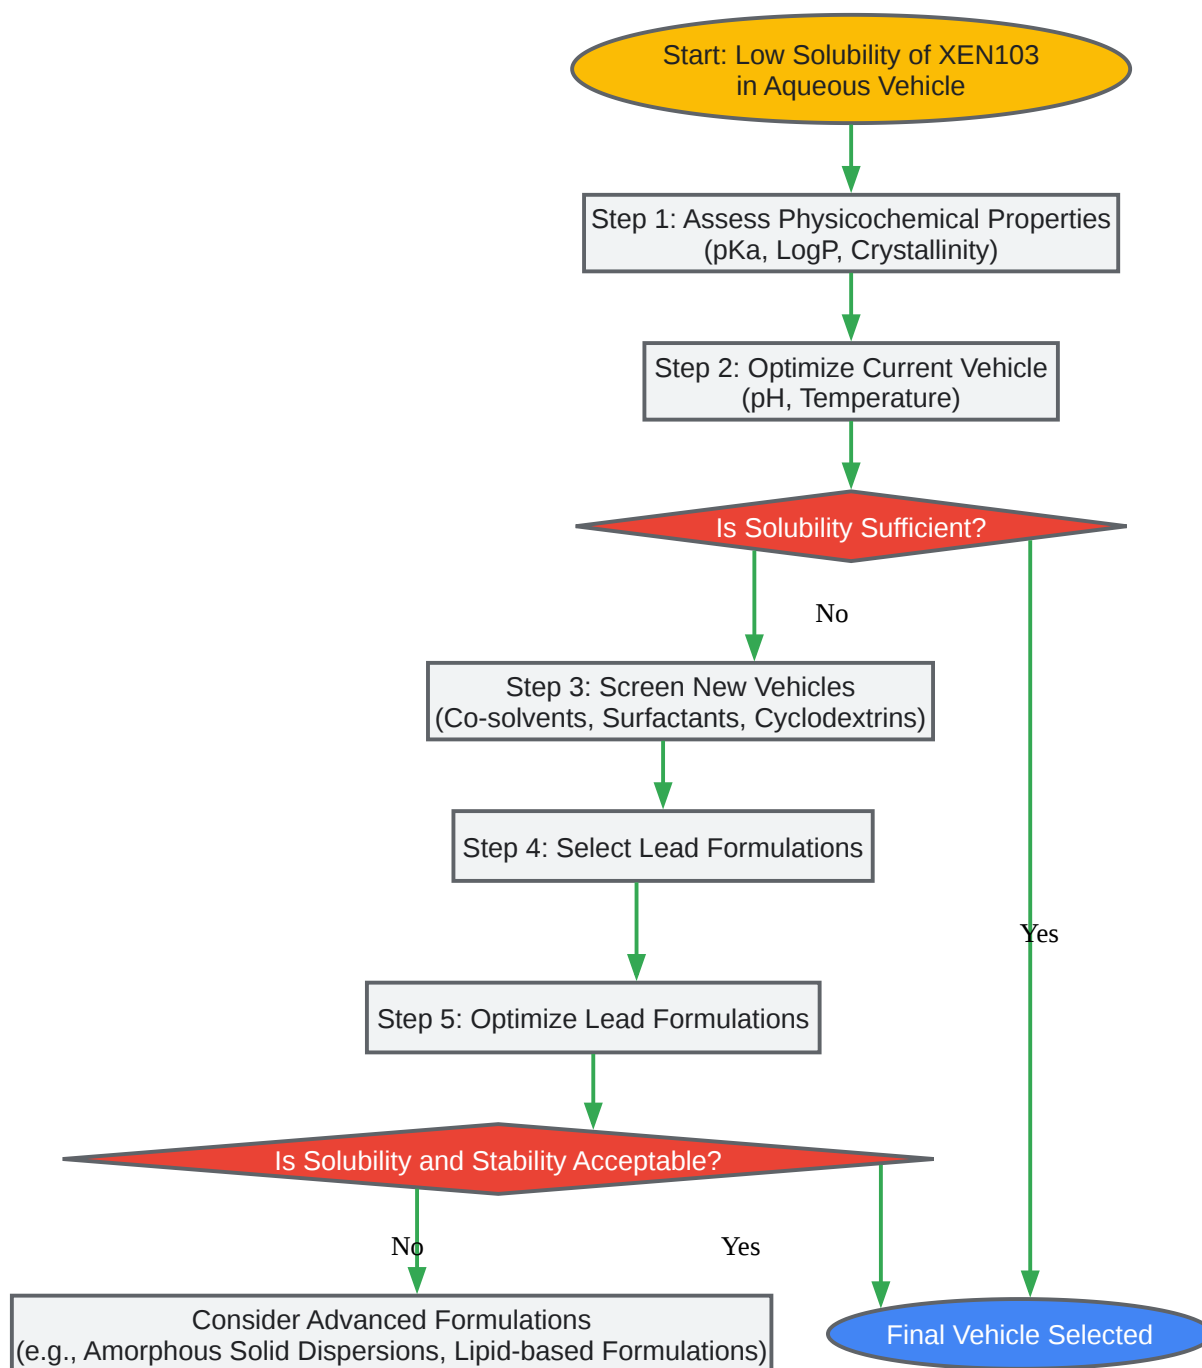 Start: Low Solubility of XEN103
in Aqueous Vehicle
Step 1: Assess Physicochemical Properties
(pKa, LogP, Crystallinity)
Step 2: Optimize Current Vehicle
(pH, Temperature)
Is Solubility Sufficient?
No
Step 3: Screen New Vehicles
(Co-solvents, Surfactants, Cyclodextrins)
Step 4: Select Lead Formulations
Yes
Step 5: Optimize Lead Formulations
Is Solubility and Stability Acceptable?
No
Yes
Consider Advanced Formulations
(e.g., Amorphous Solid Dispersions, Lipid-based Formulations)
Final Vehicle Selected